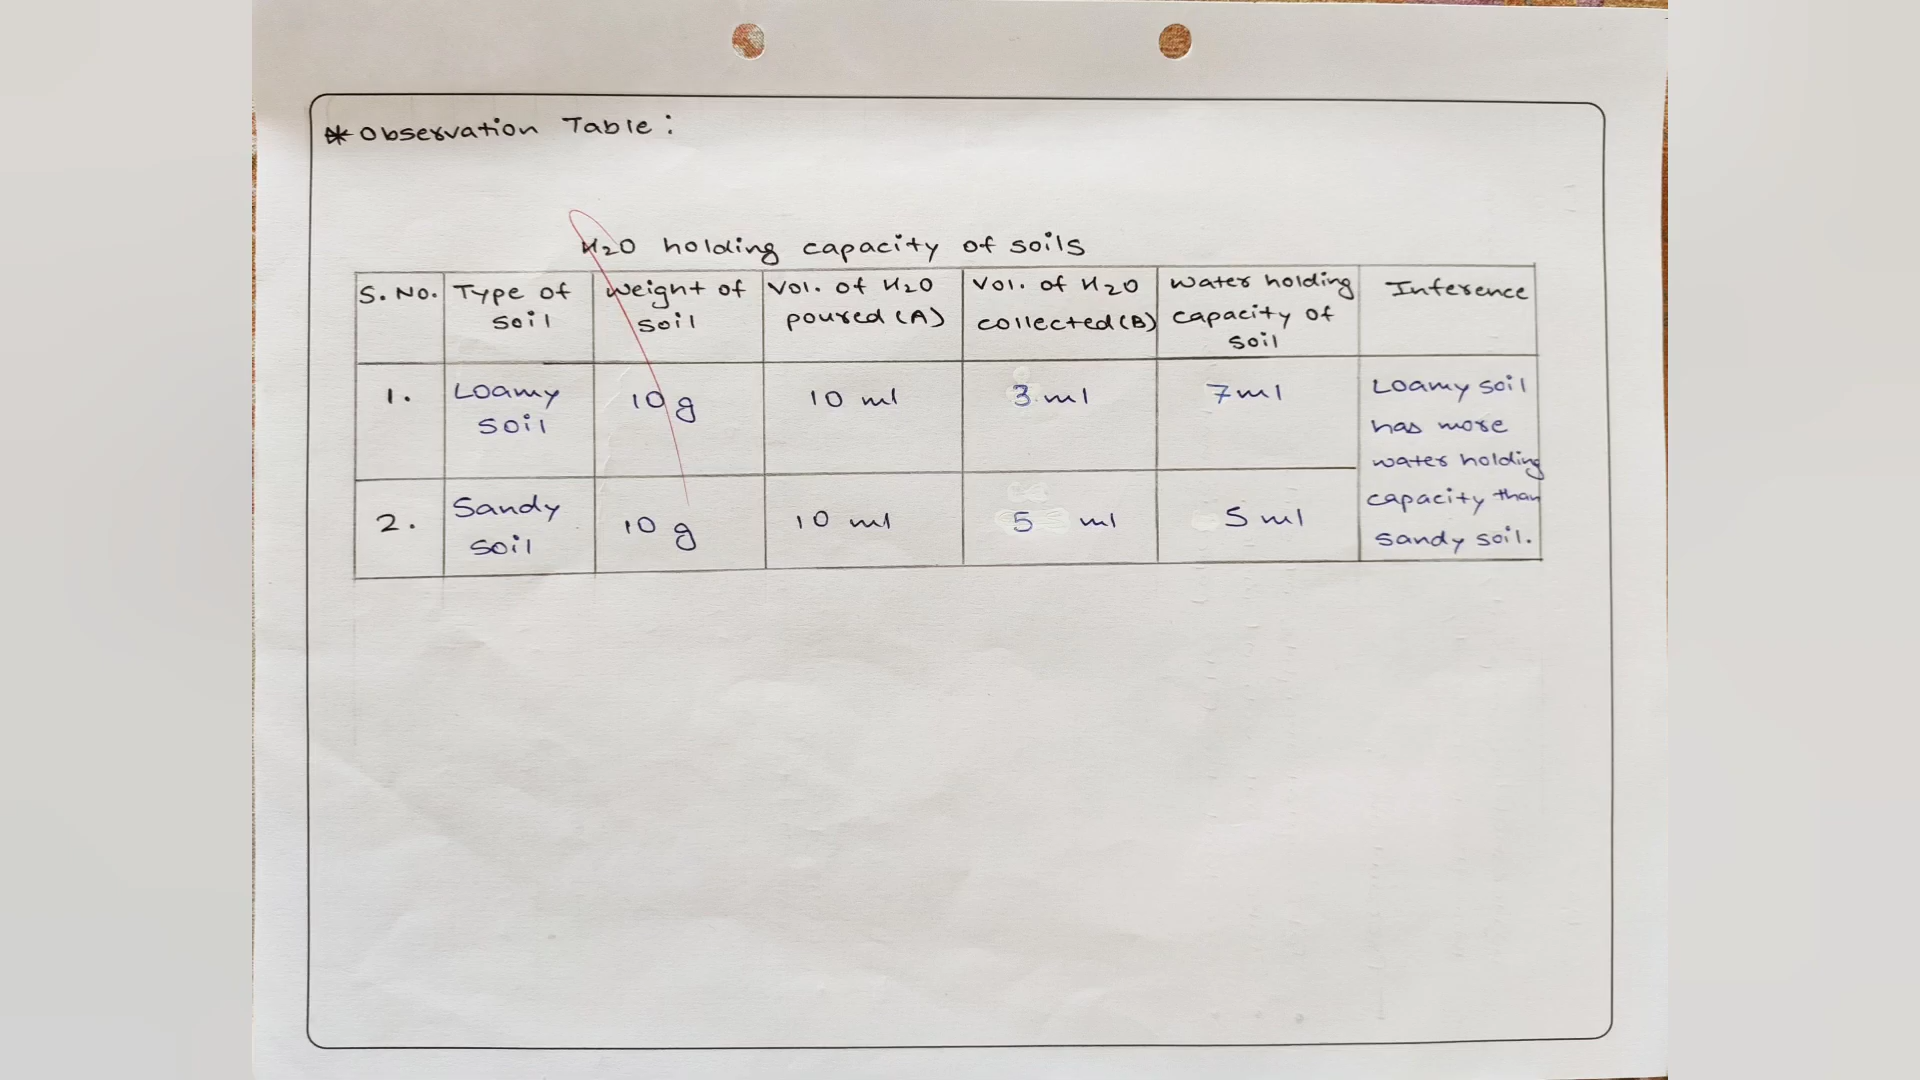 * Observation Table :
H₂O holding capacity of soils
S. No. Type of soil Weight of soil Vol. of H₂O poured (A) Vol. of H₂O collected (B) Water holding capacity of soil Inference
1. Loamy soil 10 g 10 ml 3 ml 7 ml Loamy soil has more water holding capacity than sandy soil.
2. Sandy soil 10 g 10 ml 5 ml 5 ml